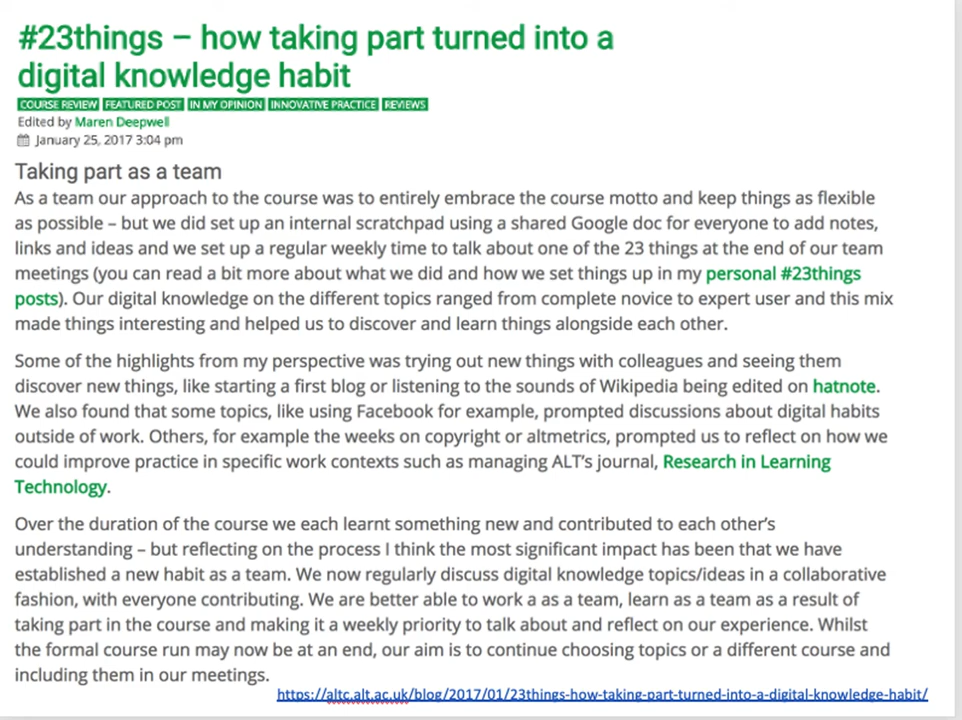 #23things – how taking part turned into a
digital knowledge habit
COURSE REVIEW FEATURED POST IN MY OPINION INNOVATIVE PRACTICE REVIEWS
Edited by Maren Deepwell
January 25, 2017 3:04 pm
Taking part as a team
As a team our approach to the course was to entirely embrace the course motto and keep things as flexible
as possible – but we did set up an internal scratchpad using a shared Google doc for everyone to add notes,
links and ideas and we set up a regular weekly time to talk about one of the 23 things at the end of our team
meetings (you can read a bit more about what we did and how we set things up in my personal #23things
posts). Our digital knowledge on the different topics ranged from complete novice to expert user and this mix
made things interesting and helped us to discover and learn things alongside each other.
Some of the highlights from my perspective was trying out new things with colleagues and seeing them
discover new things, like starting a first blog or listening to the sounds of Wikipedia being edited on hatnote.
We also found that some topics, like using Facebook for example, prompted discussions about digital habits
outside of work. Others, for example the weeks on copyright or altmetrics, prompted us to reflect on how we
could improve practice in specific work contexts such as managing ALT's journal, Research in Learning
Technology.
Over the duration of the course we each learnt something new and contributed to each other's
understanding – but reflecting on the process I think the most significant impact has been that we have
established a new habit as a team. We now regularly discuss digital knowledge topics/ideas in a collaborative
fashion, with everyone contributing. We are better able to work a as a team, learn as a team as a result of
taking part in the course and making it a weekly priority to talk about and reflect on our experience. Whilst
the formal course run may now be at an end, our aim is to continue choosing topics or a different course and
including them in our meetings.
https://altc.alt.ac.uk/blog/2017/01/23things-how-taking-part-turned-into-a-digital-knowledge-habit/